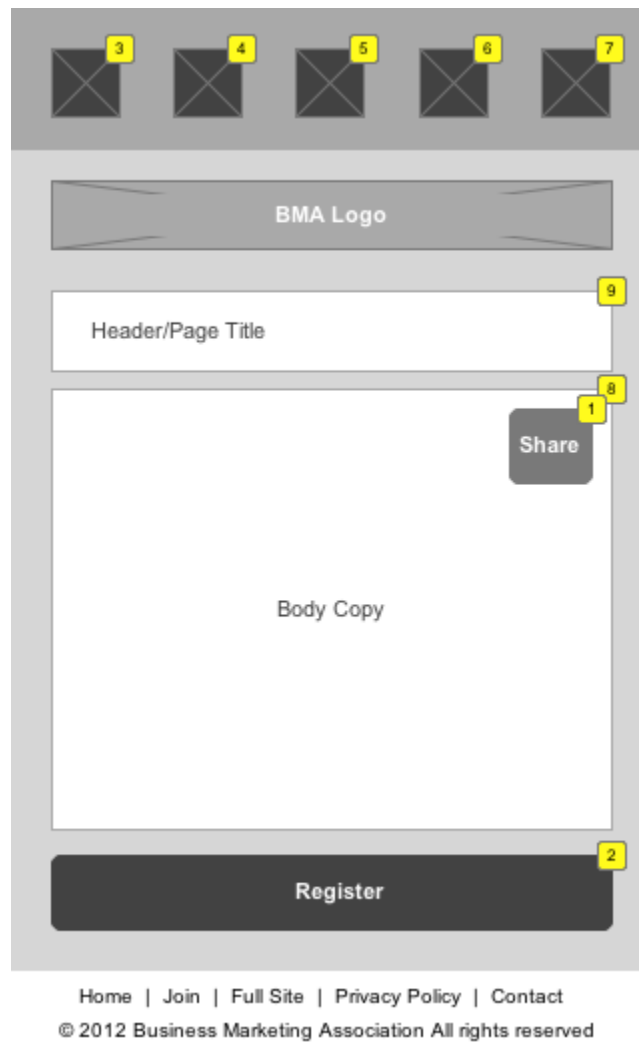 3 4 5 6 7
BMA Logo
9
Header/Page Title
8
1
Share
Body Copy
2
Register
Home | Join | Full Site | Privacy Policy | Contact
© 2012 Business Marketing Association All rights reserved